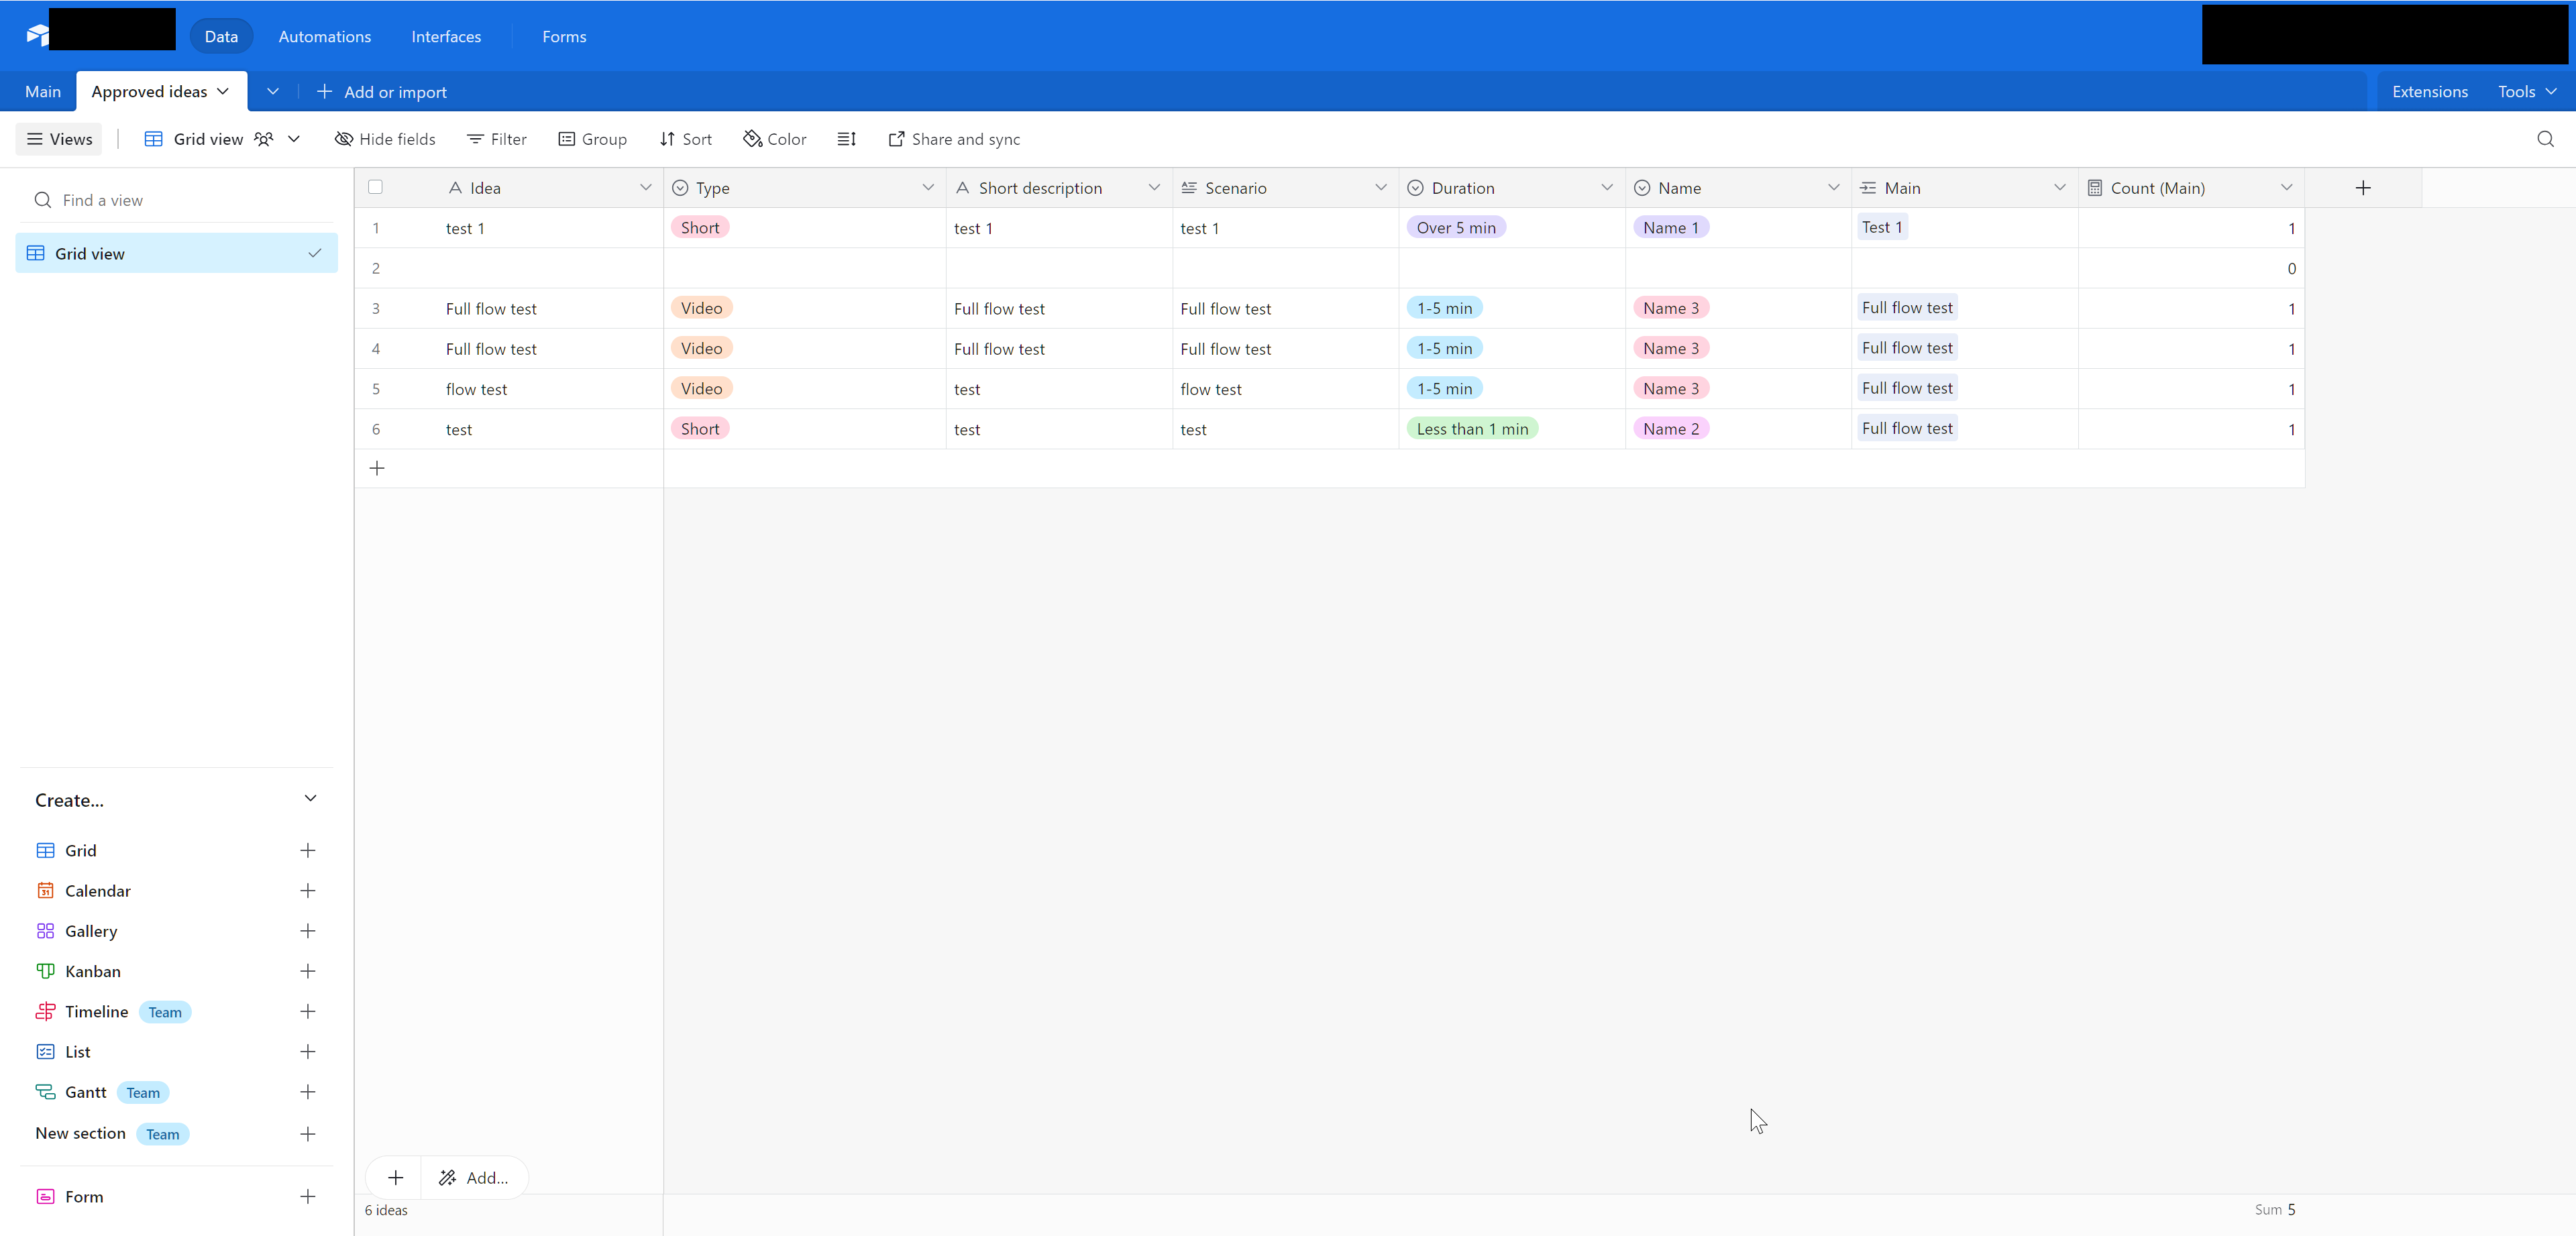 Data Automations Interfaces Forms
Main Approved ideas Add or import Extensions Tools
Views Grid view Hide fields Filter Group Sort Color Share and sync
Find a view
Grid view
Create...
Grid
Calendar
31
Gallery
Kanban
Timeline Team
List
Gantt Team
New section Team
Form
Idea Type Short description Scenario Duration Name Main Count (Main)
1 test 1 Short test 1 test 1 Over 5 min Name 1 Test 1 1
2 0
3 Full flow test Video Full flow test Full flow test 1-5 min Name 3 Full flow test 1
4 Full flow test Video Full flow test Full flow test 1-5 min Name 3 Full flow test 1
5 flow test Video test flow test 1-5 min Name 3 Full flow test 1
6 test Short test test Less than 1 min Name 2 Full flow test 1
Add...
6 ideas Sum 5